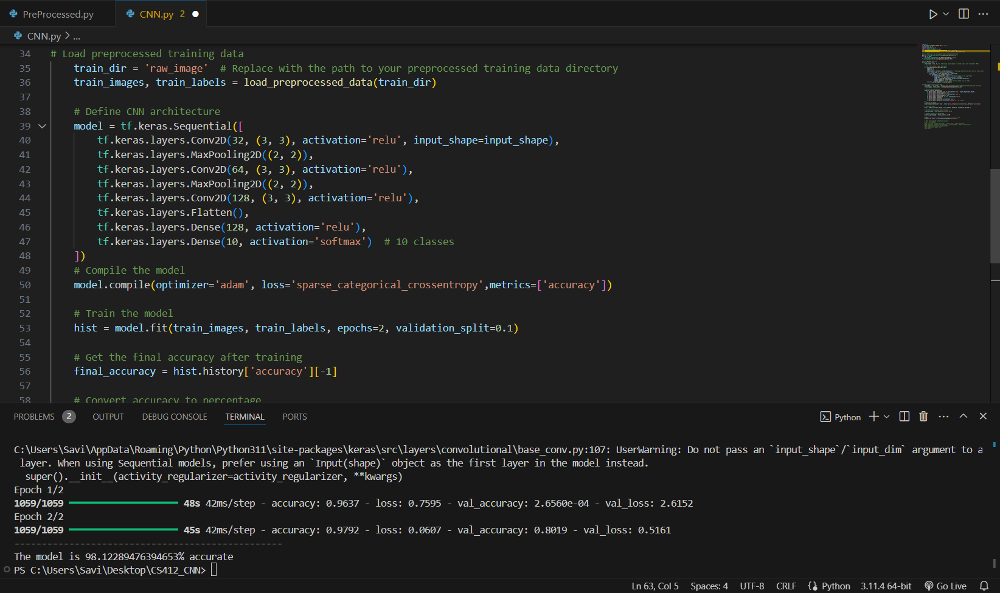 PreProcessed.py
CNN.py 2
CNN.py > ...
34 # Load preprocessed training data
35 train_dir = 'raw_image'  # Replace with the path to your preprocessed training data directory
36 train_images, train_labels = load_preprocessed_data(train_dir)
37
38 # Define CNN architecture
39 model = tf.keras.Sequential([
40 tf.keras.layers.Conv2D(32, (3, 3), activation='relu', input_shape=input_shape),
41 tf.keras.layers.MaxPooling2D((2, 2)),
42 tf.keras.layers.Conv2D(64, (3, 3), activation='relu'),
43 tf.keras.layers.MaxPooling2D((2, 2)),
44 tf.keras.layers.Conv2D(128, (3, 3), activation='relu'),
45 tf.keras.layers.Flatten(),
46 tf.keras.layers.Dense(128, activation='relu'),
47 tf.keras.layers.Dense(10, activation='softmax')  # 10 classes
48 ])
49 # Compile the model
50 model.compile(optimizer='adam', loss='sparse_categorical_crossentropy',metrics=['accuracy'])
51
52 # Train the model
53 hist = model.fit(train_images, train_labels, epochs=2, validation_split=0.1)
54
55 # Get the final accuracy after training
56 final_accuracy = hist.history['accuracy'][-1]
57
58 # Convert accuracy to percentage
PROBLEMS 2 OUTPUT DEBUG CONSOLE TERMINAL PORTS
Python
C:\Users\Savi\AppData\Roaming\Python\Python311\site-packages\keras\src\layers\convolutional\base_conv.py:107: UserWarning: Do not pass an `input_shape`/`input_dim` argument to a
layer. When using Sequential models, prefer using an `Input(shape)` object as the first layer in the model instead.
super().__init__(activity_regularizer=activity_regularizer, **kwargs)
Epoch 1/2
1059/1059 48s 42ms/step - accuracy: 0.9637 - loss: 0.7595 - val_accuracy: 2.6560e-04 - val_loss: 2.6152
Epoch 2/2
1059/1059 45s 42ms/step - accuracy: 0.9792 - loss: 0.0607 - val_accuracy: 0.8019 - val_loss: 0.5161
-------------------------------------------------
The model is 98.12289476394653% accurate
PS C:\Users\Savi\Desktop\CS412_CNN>
Ln 63, Col 5 Spaces: 4 UTF-8 CRLF Python 3.11.4 64-bit Go Live